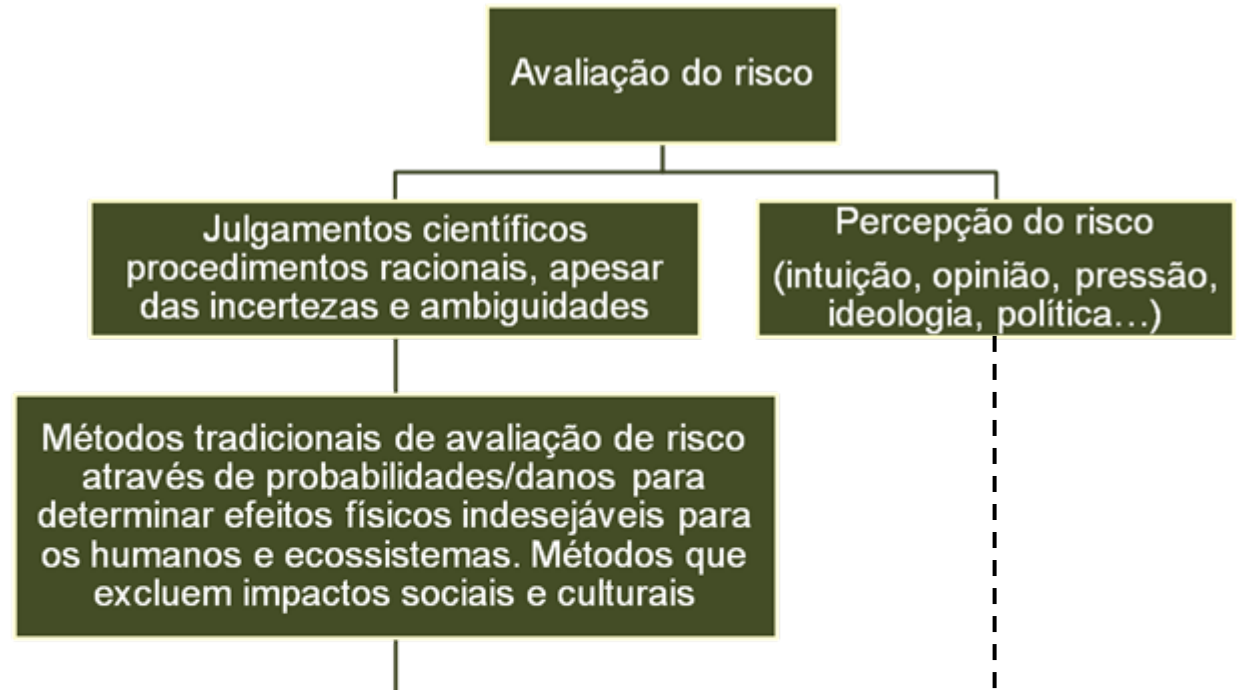 Avaliação do risco
Julgamentos científicos
procedimentos racionais, apesar
das incertezas e ambiguidades
Percepção do risco
(intuição, opinião, pressão,
ideologia, política…)
Métodos tradicionais de avaliação de risco
através de probabilidades/danos para
determinar efeitos físicos indesejáveis para
os humanos e ecossistemas. Métodos que
excluem impactos sociais e culturais